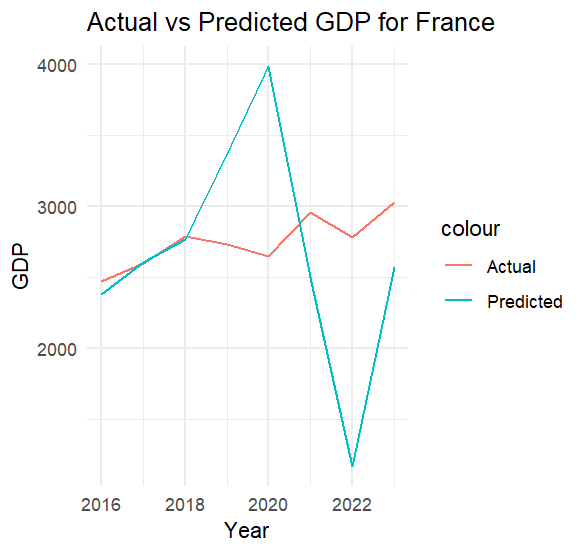 Actual vs Predicted GDP for France
4000
3000
2000
GDP
2016 2018 2020 2022
Year
colour
Actual
Predicted